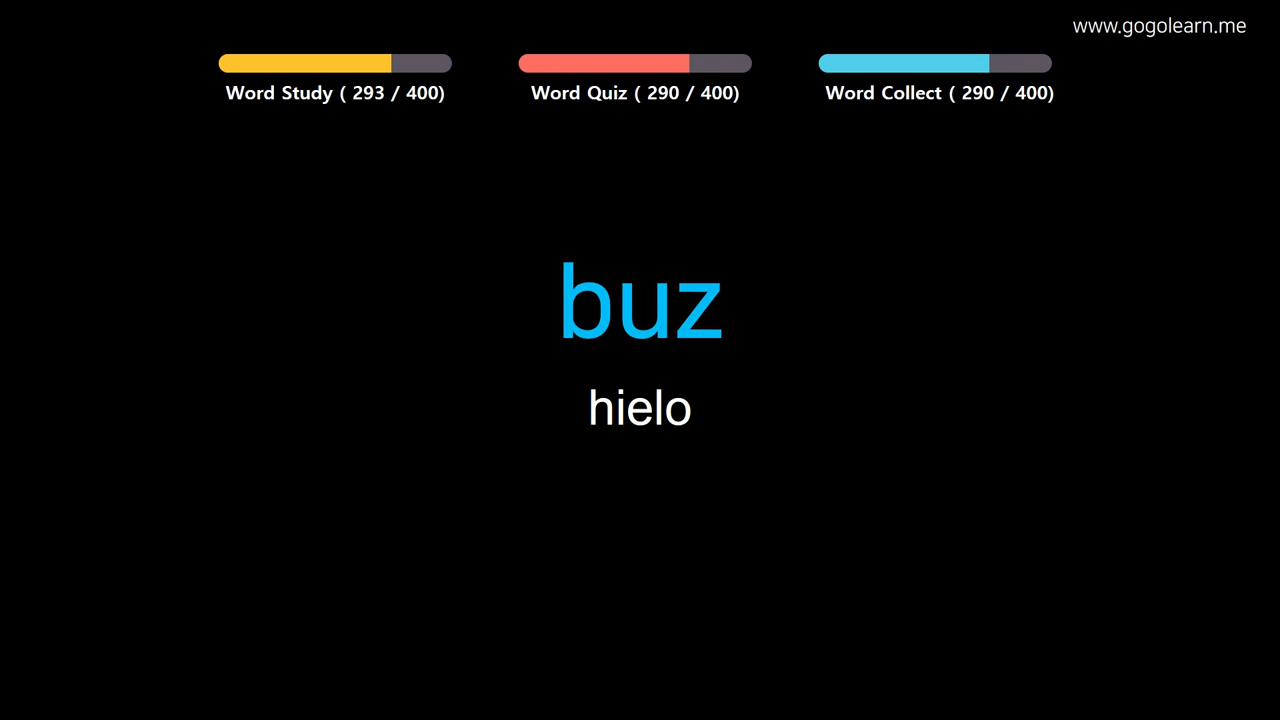 www.gogolearn.me
Word Study ( 293 / 400)
Word Quiz ( 290 / 400)
Word Collect ( 290 / 400)
buz
hielo